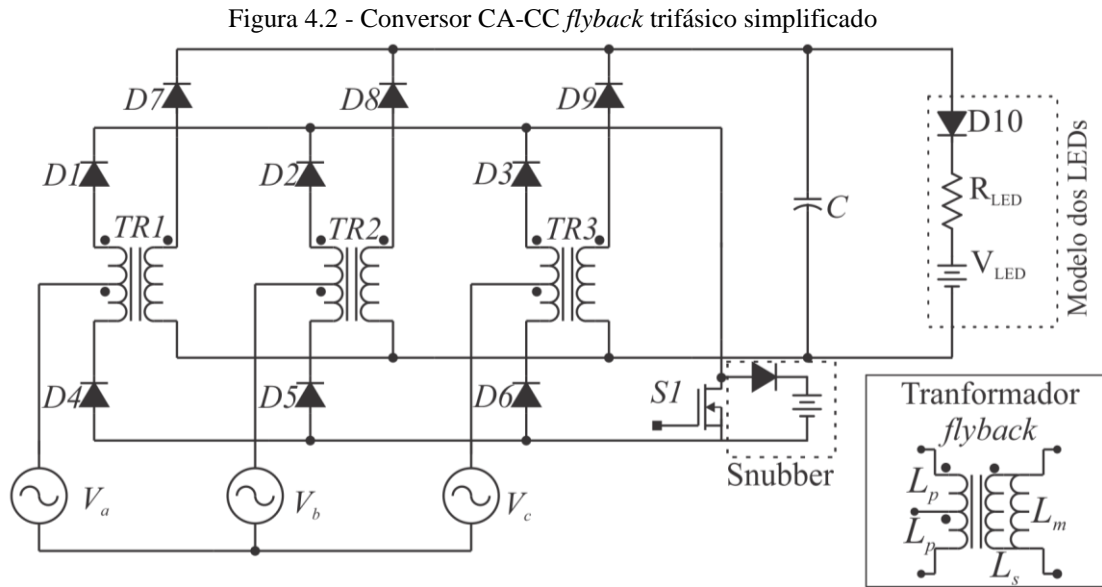 Figura 4.2 - Conversor CA-CC flyback trifásico simplificado
D7
D8
D9
D1
D2
D3
TR1
TR2
TR3
D4
D5
D6
V_a
V_b
V_c
S1
Snubber
C
D10
R_LED
V_LED
Modelo dos LEDs
Tranformador
flyback
L_p
L_p
L_m
L_s